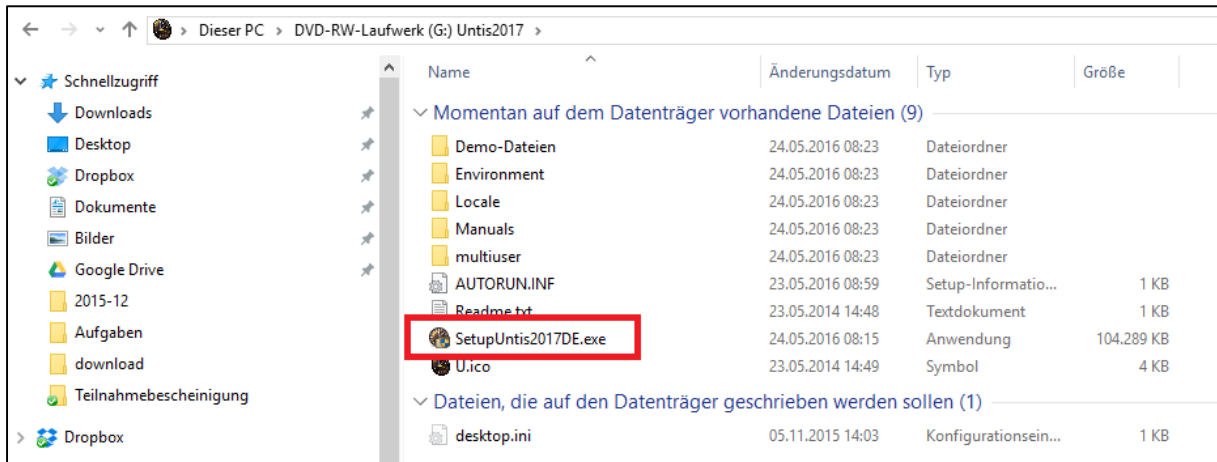 Dieser PC > DVD-RW-Laufwerk (G:) Untis2017 >
Name Änderungsdatum Typ Größe
Schnellzugriff
Downloads
Desktop
Dropbox
Dokumente
Bilder
Google Drive
2015-12
Aufgaben
download
Teilnahmebescheinigung
Dropbox
Momentan auf dem Datenträger vorhandene Dateien (9)
Demo-Dateien 24.05.2016 08:23 Dateiordner
Environment 24.05.2016 08:23 Dateiordner
Locale 24.05.2016 08:23 Dateiordner
Manuals 24.05.2016 08:23 Dateiordner
multiuser 24.05.2016 08:23 Dateiordner
AUTORUN.INF 23.05.2016 08:59 Setup-Informatio... 1 KB
Readme.txt 23.05.2014 14:48 Textdokument 1 KB
SetupUntis2017DE.exe 24.05.2016 08:15 Anwendung 104.289 KB
U.ico 23.05.2014 14:49 Symbol 4 KB
Dateien, die auf den Datenträger geschrieben werden sollen (1)
desktop.ini 05.11.2015 14:03 Konfigurationsein... 1 KB